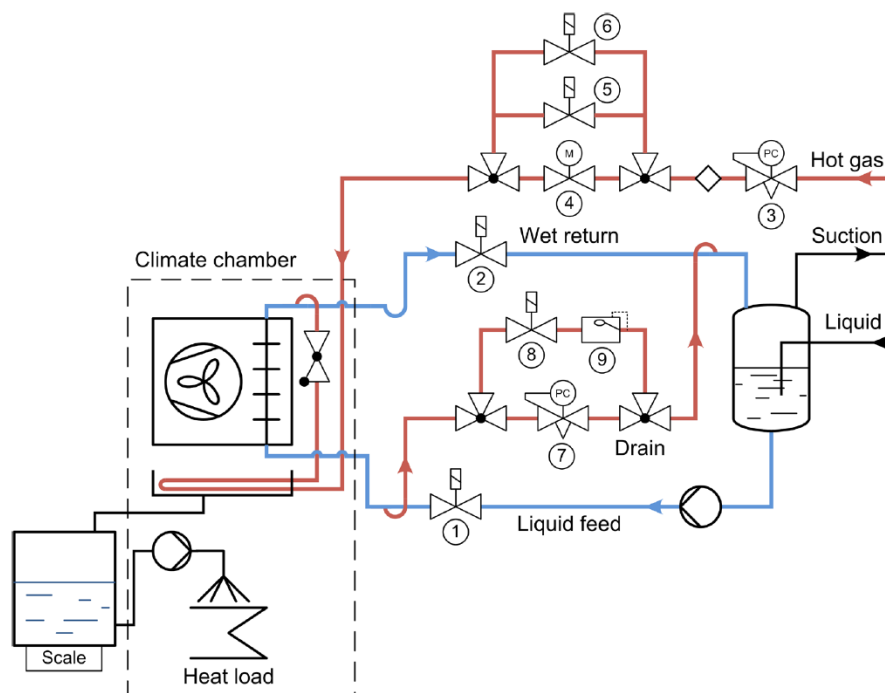 6
5
M
4
PC
3
Hot gas
Wet return
2
Suction
Climate chamber
Liquid
8
9
PC
7
Drain
1
Liquid feed
Scale
Heat load